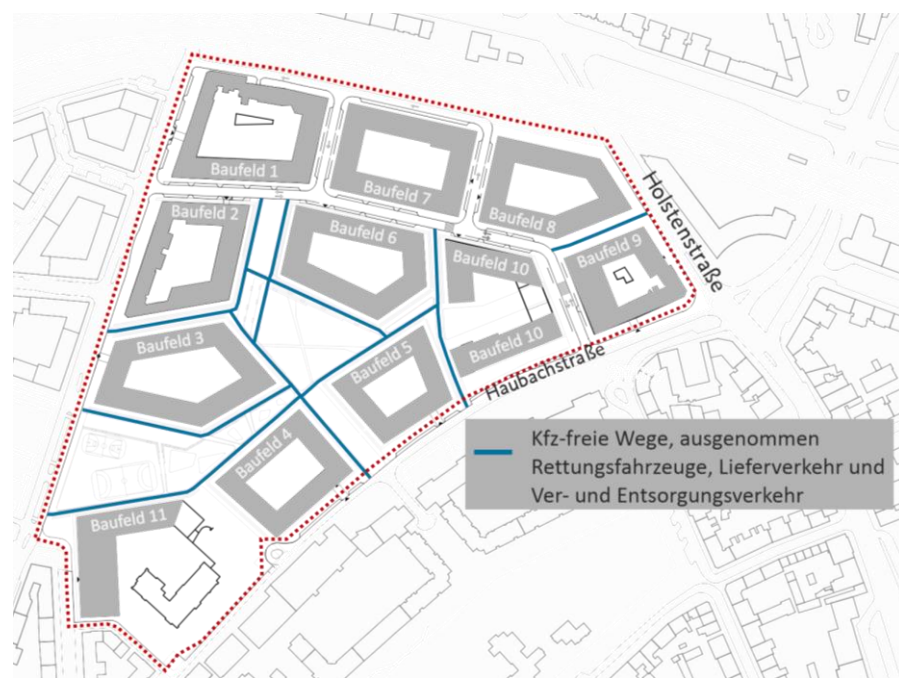 Baufeld 1
Baufeld 7
Baufeld 2
Baufeld 8
Baufeld 6
Baufeld 9
Baufeld 10
Holstenstraße
Baufeld 3
Baufeld 5
Baufeld 10
Haubachstraße
Baufeld 4
Baufeld 11
Kfz-freie Wege, ausgenommen
Rettungsfahrzeuge, Lieferverkehr und
Ver- und Entsorgungsverkehr